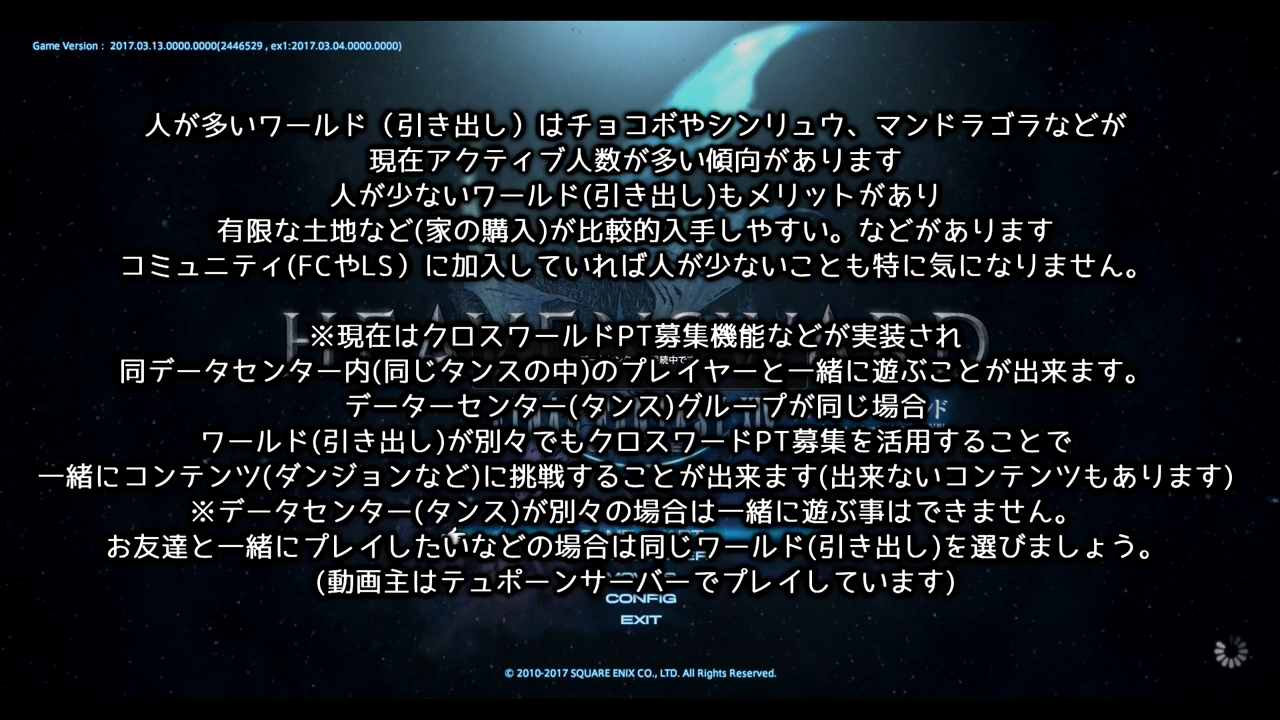 Game Version : 2017.03.13.0000.0000(2446529 , ex1:2017.03.04.0000.0000)
人が多いワールド（引き出し）はチョコボやシンリュウ、マンドラゴラなどが
現在アクティブ人数が多い傾向があります
人が少ないワールド(引き出し)もメリットがあり
有限な土地など(家の購入)が比較的入手しやすい。などがあります
コミュニティ(FCやLS）に加入していれば人が少ないことも特に気になりません。
HEAVENSWARD
※現在はクロスワールドPT募集機能などが実装され
同データセンター内(同じタンスの中)のプレイヤーと一緒に遊ぶことが出来ます。
データーセンター(タンス)グループが同じ場合
ワールド(引き出し)が別々でもクロスワードPT募集を活用することで
一緒にコンテンツ(ダンジョンなど)に挑戦することが出来ます(出来ないコンテンツもあります)
※データセンター(タンス)が別々の場合は一緒に遊ぶ事はできません。
お友達と一緒にプレイしたいなどの場合は同じワールド(引き出し)を選びましょう。
(動画主はテュポーンサーバーでプレイしています)
CONFIG
EXIT
© 2010-2017 SQUARE ENIX CO., LTD. All Rights Reserved.